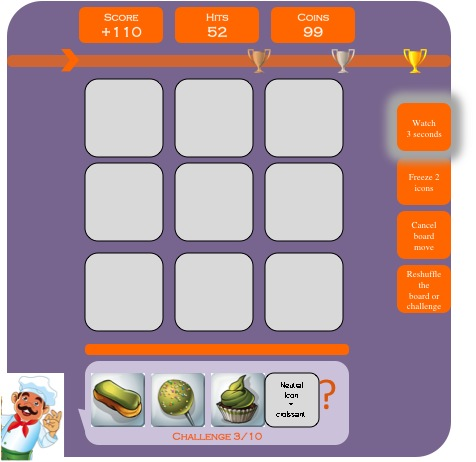 Score
+110
Hits
52
Coins
99
Watch
3 seconds
Freeze 2
icons
Cancel
board
move
Reshuffle
the
board or
challenge
Neutral
Icon
+
croissant
?
Challenge 3/10